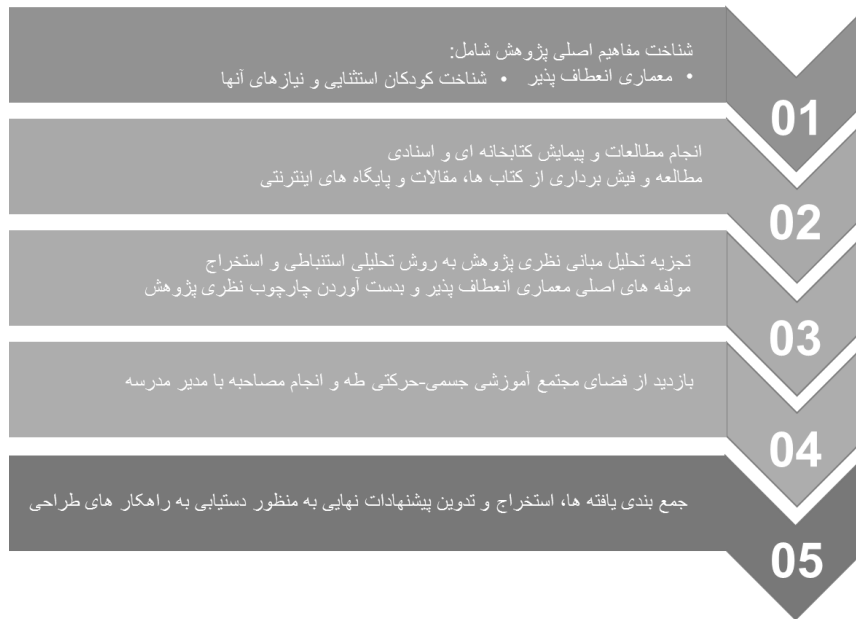 شناخت مفاهیم اصلی پژوهش شامل:
• معماری انعطاف پذیر • شناخت کودکان استثنایی و نیازهای آنها
01
انجام مطالعات و پیمایش کتابخانه ای و اسنادی
مطالعه و فیش برداری از کتاب ها، مقالات و پایگاه های اینترنتی
02
تجزیه تحلیل مبانی نظری پژوهش به روش تحلیلی استنباطی و استخراج
مولفه های اصلی معماری انعطاف پذیر و بدست آوردن چارچوب نظری پژوهش
03
بازدید از فضای مجتمع آموزشی جسمی-حرکتی طه و انجام مصاحبه با مدیر مدرسه
04
جمع بندی یافته ها، استخراج و تدوین پیشنهادات نهایی به منظور دستیابی به راهکار های طراحی
05